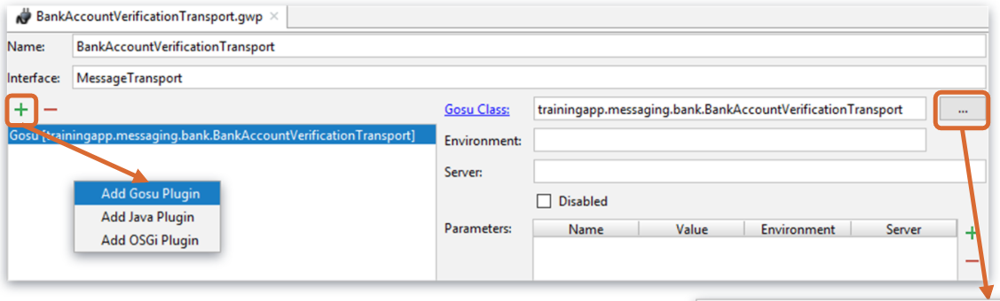 BankAccountVerificationTransport.gwp ×
Name: BankAccountVerificationTransport
Interface: MessageTransport
+ −
Gosu [trainingapp.messaging.bank.BankAccountVerificationTransport]
Add Gosu Plugin
Add Java Plugin
Add OSGi Plugin
Gosu Class: trainingapp.messaging.bank.BankAccountVerificationTransport ...
Environment:
Server:
Disabled
Parameters: Name Value Environment Server
+
−